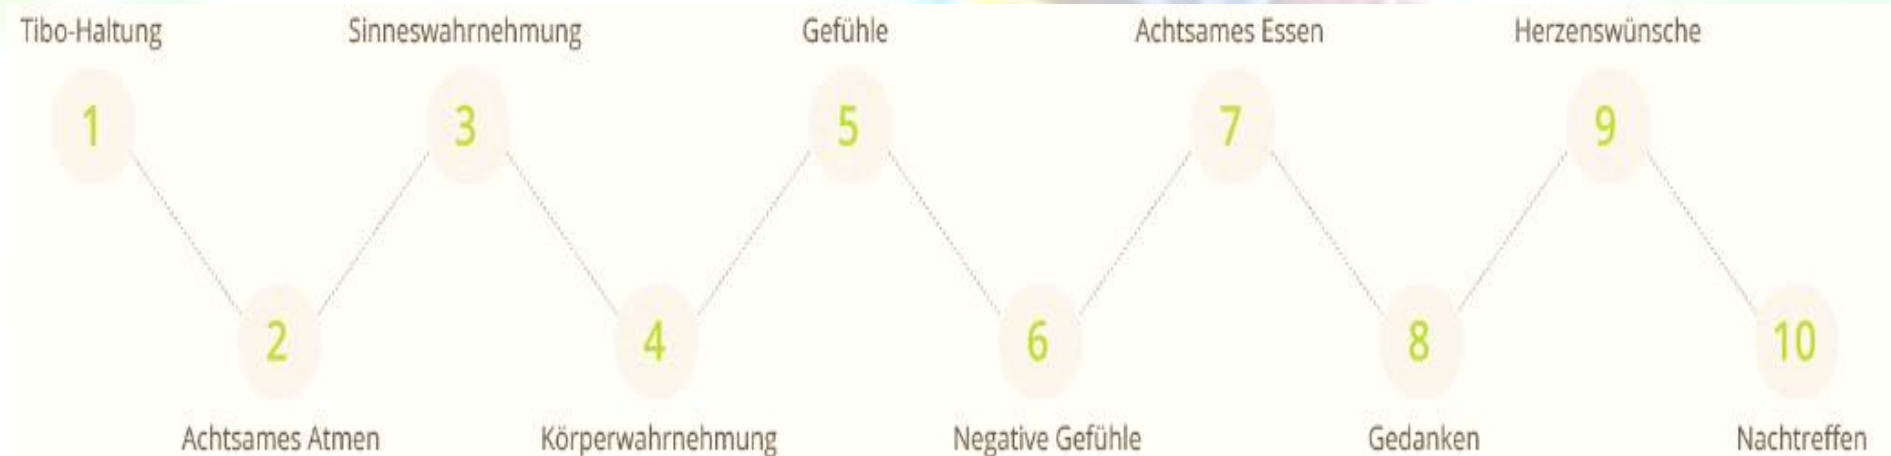 Tibo-Haltung Sinneswahrnehmung Gefühle Achtsames Essen Herzenswünsche
1 3 5 7 9
2 4 6 8 10
Achtsames Atmen Körperwahrnehmung Negative Gefühle Gedanken Nachtreffen